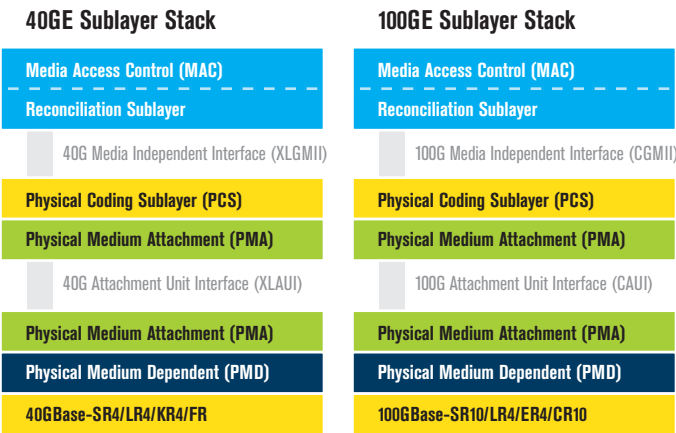 40GE Sublayer Stack
Media Access Control (MAC)
Reconciliation Sublayer
40G Media Independent Interface (XLGMII)
Physical Coding Sublayer (PCS)
Physical Medium Attachment (PMA)
40G Attachment Unit Interface (XLAUI)
Physical Medium Attachment (PMA)
Physical Medium Dependent (PMD)
40GBase-SR4/LR4/KR4/FR
100GE Sublayer Stack
Media Access Control (MAC)
Reconciliation Sublayer
100G Media Independent Interface (CGMII)
Physical Coding Sublayer (PCS)
Physical Medium Attachment (PMA)
100G Attachment Unit Interface (CAUI)
Physical Medium Attachment (PMA)
Physical Medium Dependent (PMD)
100GBase-SR10/LR4/ER4/CR10